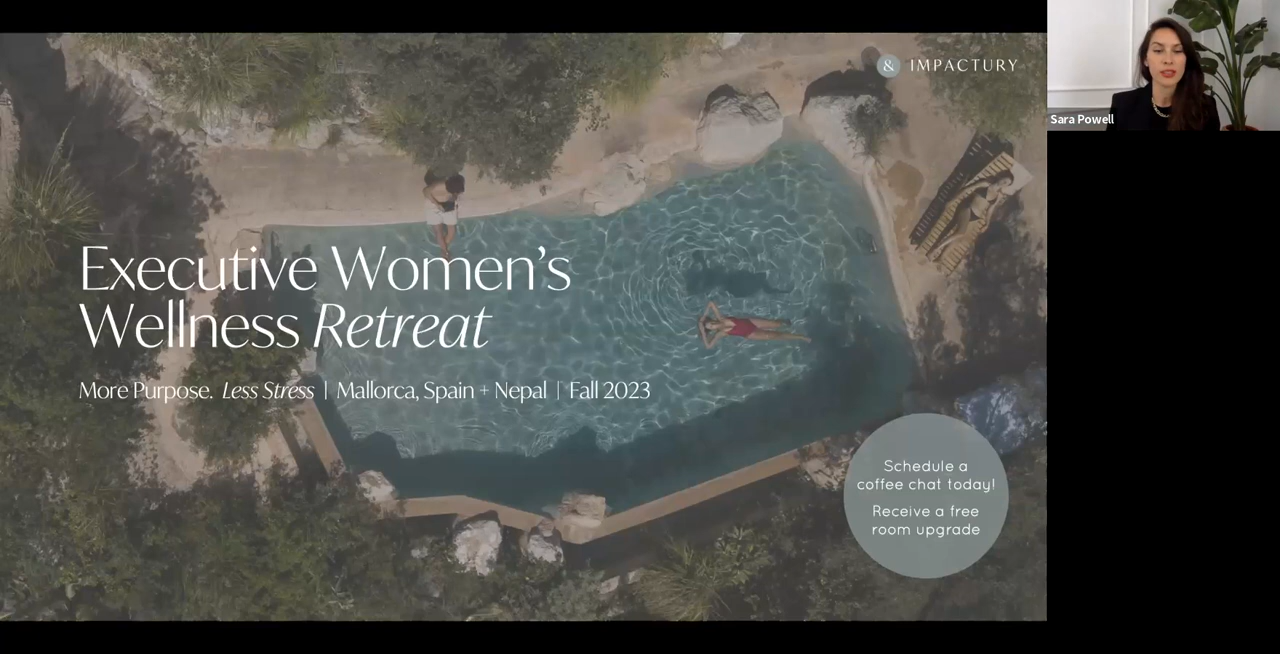 & IMPACTURY
Sara Powell
Executive Women's
Wellness Retreat
More Purpose. Less Stress | Mallorca, Spain + Nepal | Fall 2023
Schedule a
coffee chat today!
Receive a free
room upgrade